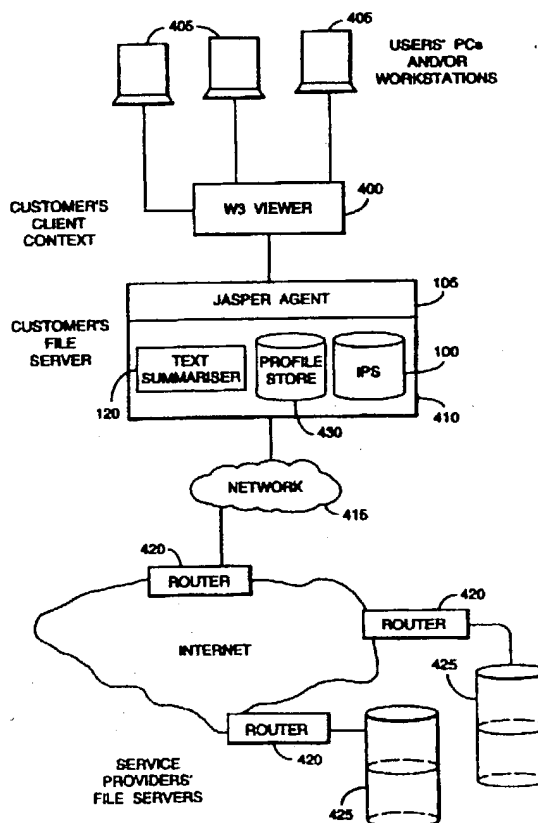 405
405
USERS' PCs
AND/OR
WORKSTATIONS
W3 VIEWER
400
CUSTOMER'S
CLIENT
CONTEXT
JASPER AGENT
105
CUSTOMER'S
FILE
SERVER
TEXT
SUMMARISER
PROFILE
STORE
IPS
100
120
430
410
NETWORK
415
420
ROUTER
420
ROUTER
INTERNET
425
ROUTER
420
SERVICE
PROVIDERS'
FILE SERVERS
425